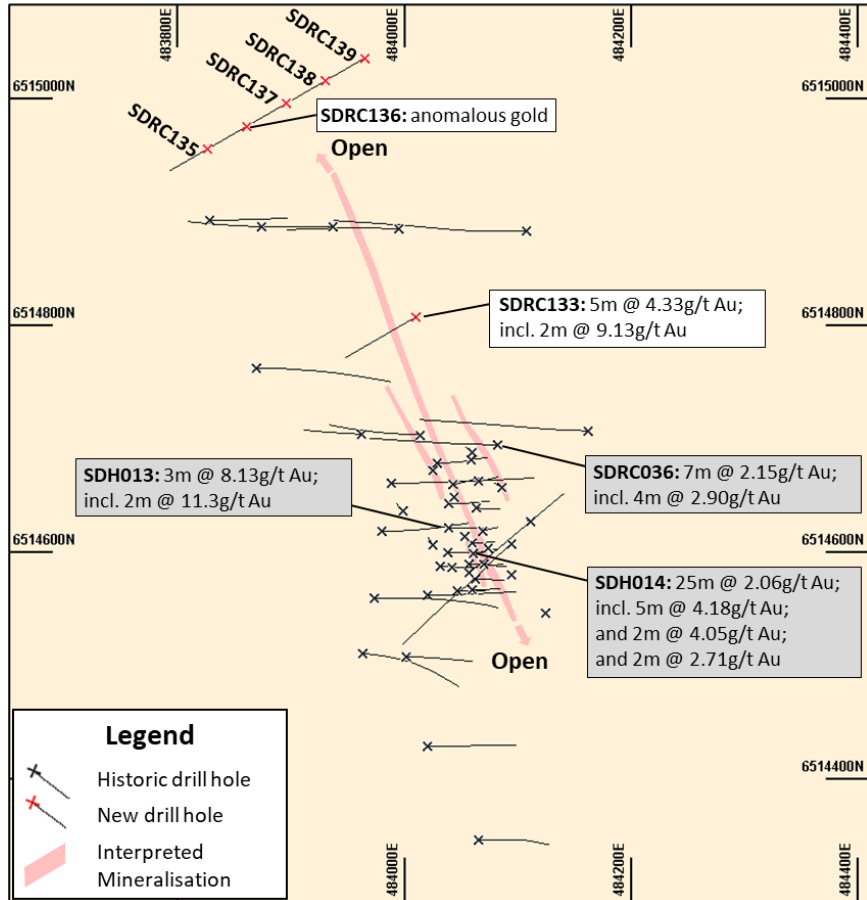 483800E
484000E
484200E
484400E
SDRC139
SDRC138
SDRC137
SDRC135
6515000N
6515000N
SDRC136: anomalous gold
Open
6514800N
6514800N
SDRC133: 5m @ 4.33g/t Au;
incl. 2m @ 9.13g/t Au
SDH013: 3m @ 8.13g/t Au;
incl. 2m @ 11.3g/t Au
SDRC036: 7m @ 2.15g/t Au;
incl. 4m @ 2.90g/t Au
6514600N
6514600N
SDH014: 25m @ 2.06g/t Au;
incl. 5m @ 4.18g/t Au;
and 2m @ 4.05g/t Au;
and 2m @ 2.71g/t Au
Open
6514400N
Legend
Historic drill hole
New drill hole
Interpreted
Mineralisation
484000E
484200E
484400E